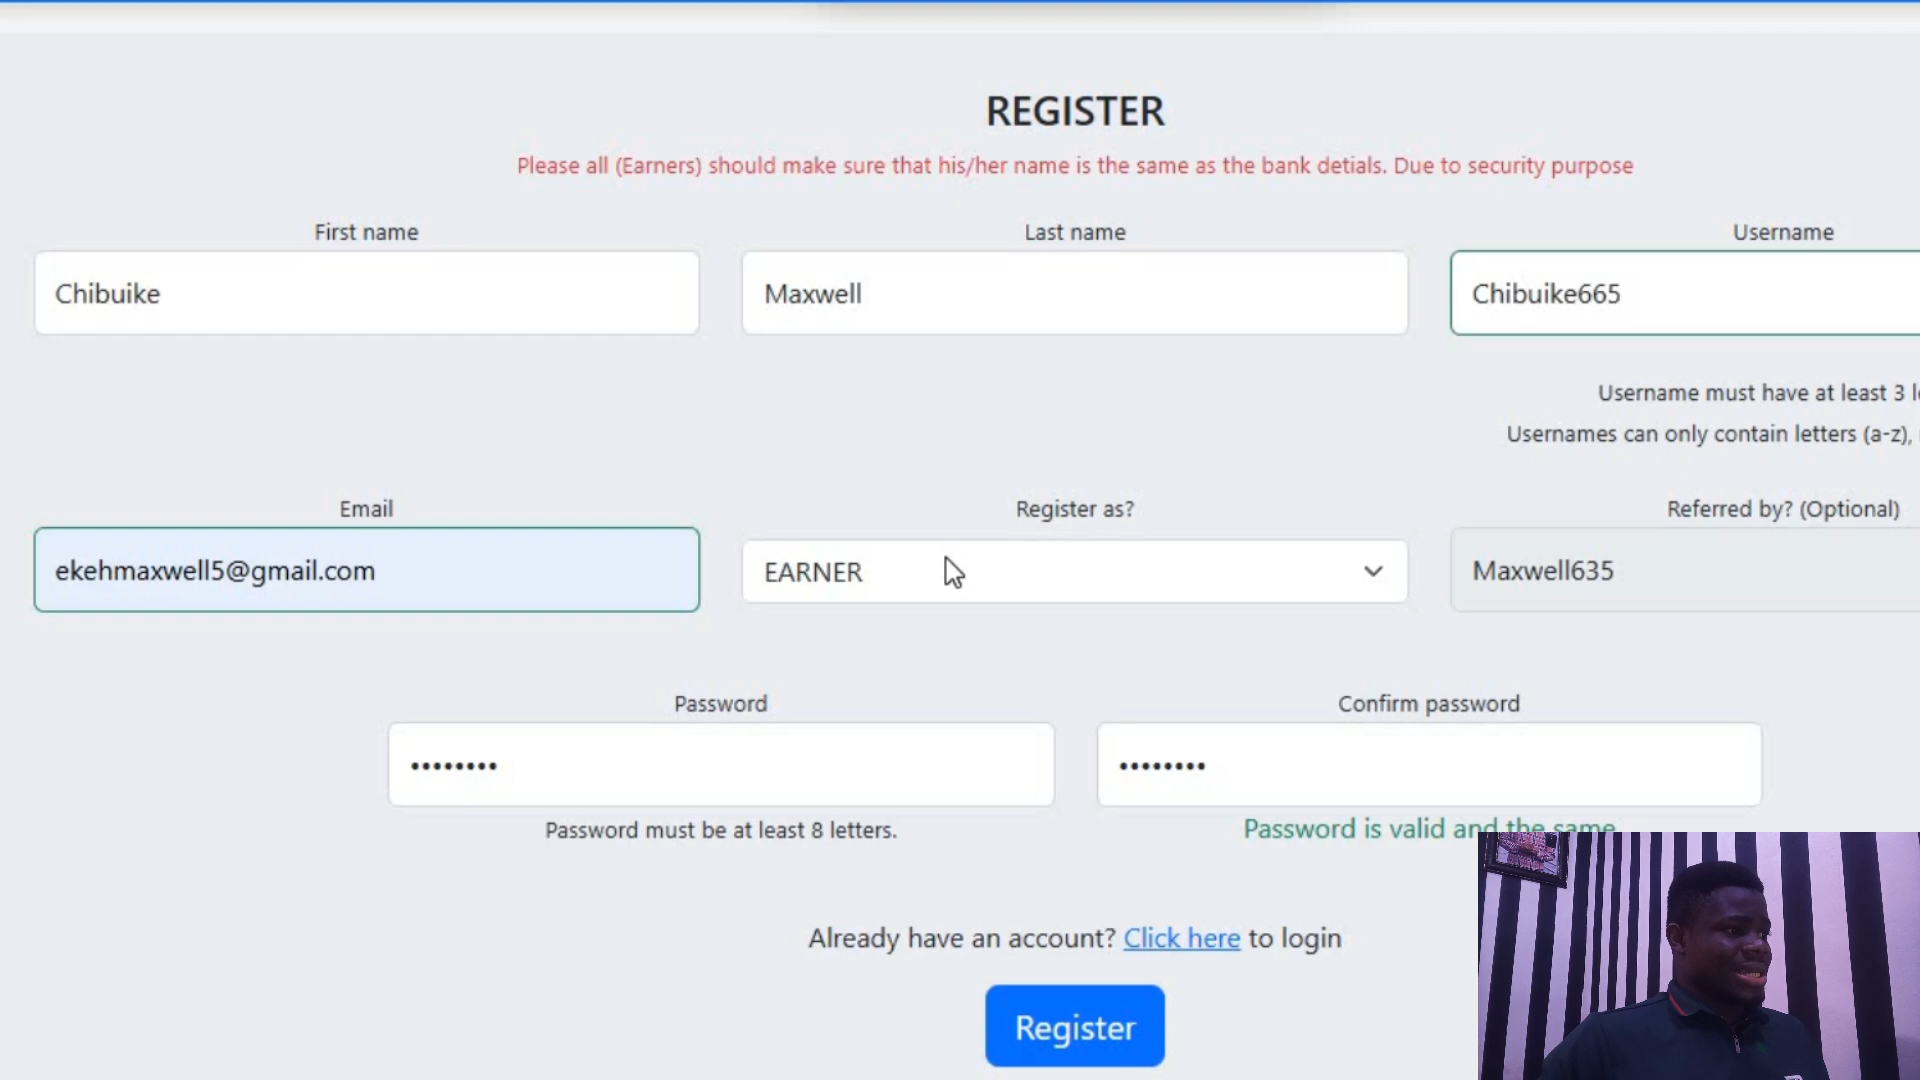 REGISTER
Please all (Earners) should make sure that his/her name is the same as the bank detials. Due to security purpose
First name
Last name
Username
Chibuike
Maxwell
Chibuike665
Username must have at least 3
Usernames can only contain letters (a-z),
Email
Register as?
Referred by? (Optional)
ekehmaxwell5@gmail.com
EARNER
Maxwell635
Password
Confirm password
••••••••
••••••••
Password must be at least 8 letters.
Password is valid and the same
Already have an account? Click here to login
Register